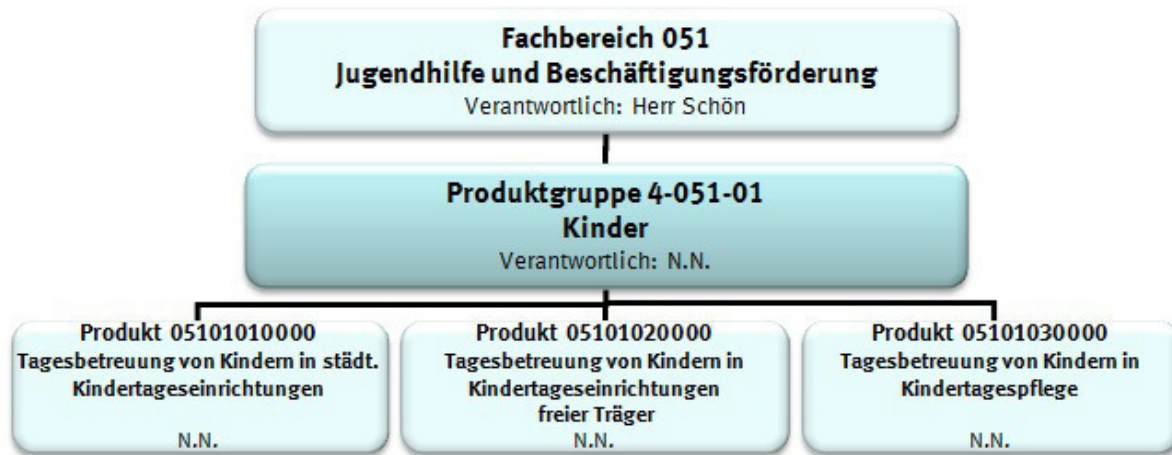 Fachbereich 051
Jugendhilfe und Beschäftigungsförderung
Verantwortlich: Herr Schön
Produktgruppe 4-051-01
Kinder
Verantwortlich: N.N.
Produkt 05101010000
Tagesbetreuung von Kindern in städt.
Kindertageseinrichtungen
N.N.
Produkt 05101020000
Tagesbetreuung von Kindern in
Kindertageseinrichtungen
freier Träger
N.N.
Produkt 05101030000
Tagesbetreuung von Kindern in
Kindertagespflege
N.N.